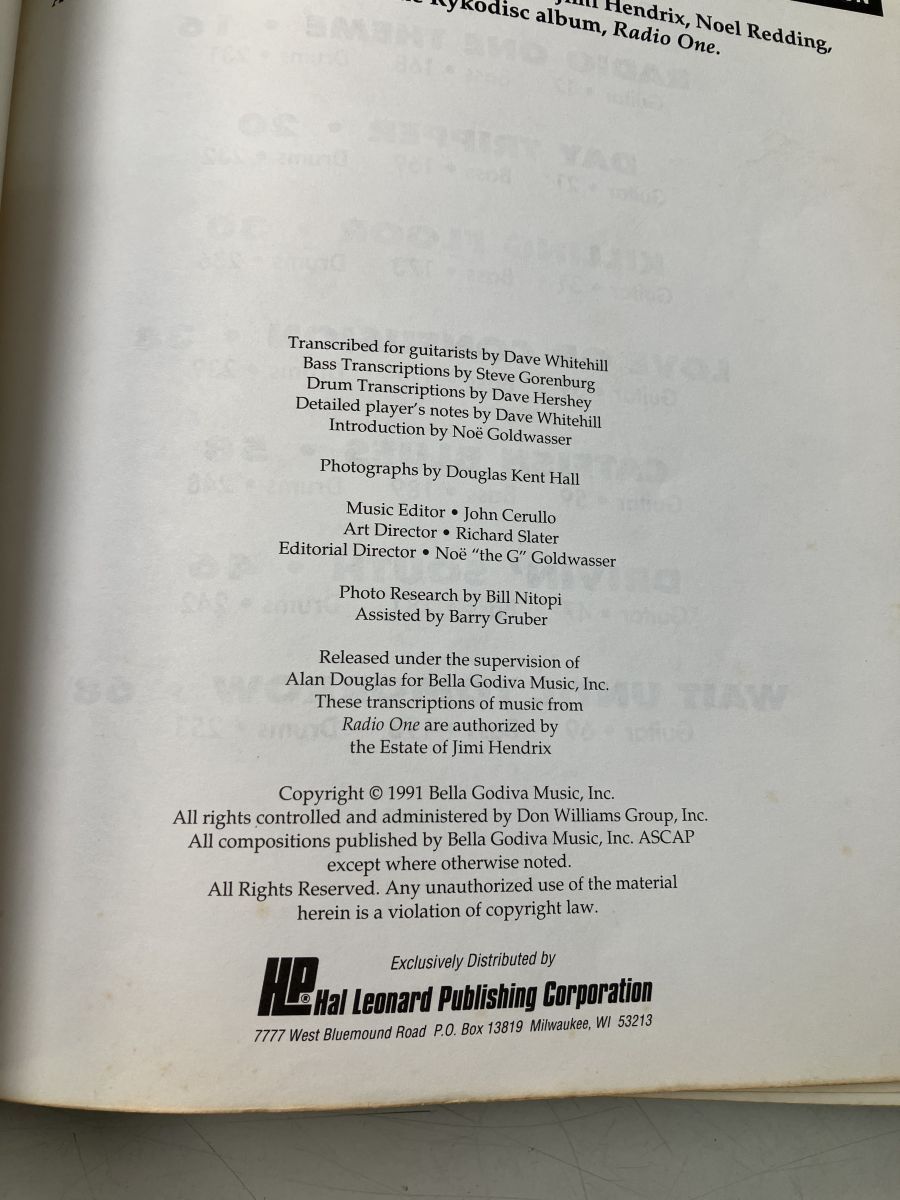 Jimi Hendrix, Noel Redding,
Rykodisc album, Radio One.
Transcribed for guitarists by Dave Whitehill
Bass Transcriptions by Steve Gorenburg
Drum Transcriptions by Dave Hershey
Detailed player's notes by Dave Whitehill
Introduction by Noë Goldwasser
Photographs by Douglas Kent Hall
Music Editor • John Cerullo
Art Director • Richard Slater
Editorial Director • Noë "the G" Goldwasser
Photo Research by Bill Nitopi
Assisted by Barry Gruber
Released under the supervision of
Alan Douglas for Bella Godiva Music, Inc.
These transcriptions of music from
Radio One are authorized by
the Estate of Jimi Hendrix
Copyright © 1991 Bella Godiva Music, Inc.
All rights controlled and administered by Don Williams Group, Inc.
All compositions published by Bella Godiva Music, Inc. ASCAP
except where otherwise noted.
All Rights Reserved. Any unauthorized use of the material
herein is a violation of copyright law.
Exclusively Distributed by
HLP® Hal Leonard Publishing Corporation
7777 West Bluemound Road P.O. Box 13819 Milwaukee, WI 53213